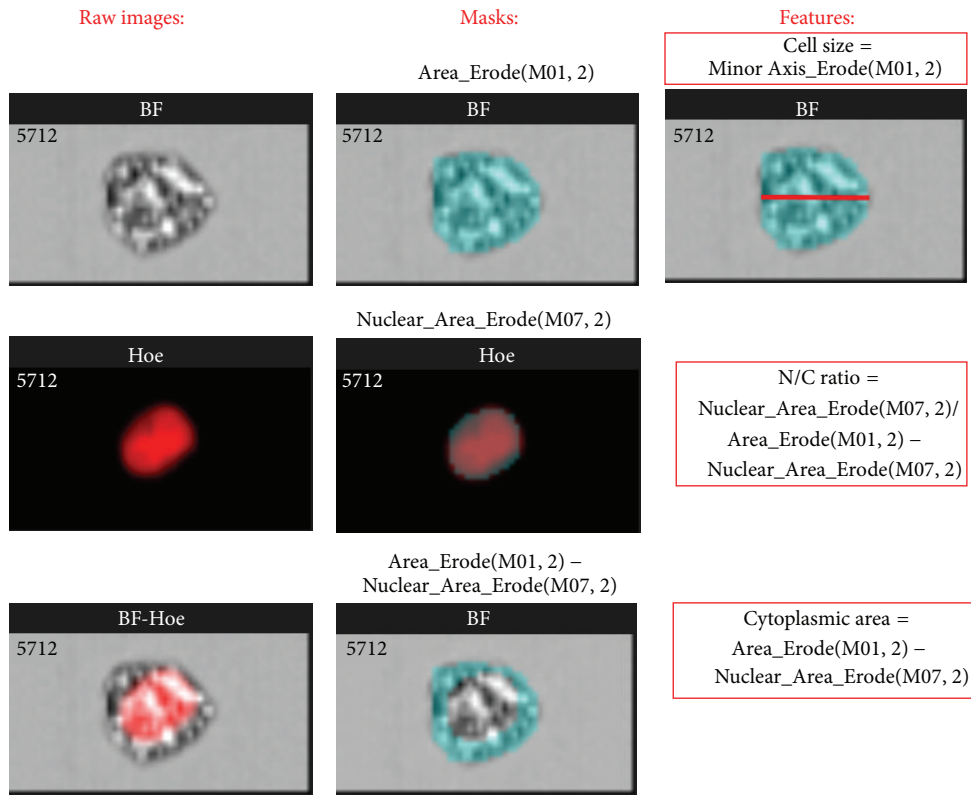 Raw images:
Masks:
Features:
Area_Erode(M01, 2)
Cell size =
Minor Axis_Erode(M01, 2)
BF
5712
BF
BF
5712
Nuclear_Area_Erode(M07, 2)
Hoe
5712
Hoe
N/C ratio =
Nuclear_Area_Erode(M07, 2)/
Area_Erode(M01, 2) −
Nuclear_Area_Erode(M07, 2)
Area_Erode(M01, 2) −
Nuclear_Area_Erode(M07, 2)
BF-Hoe
5712
BF
5712
Cytoplasmic area =
Area_Erode(M01, 2) −
Nuclear_Area_Erode(M07, 2)